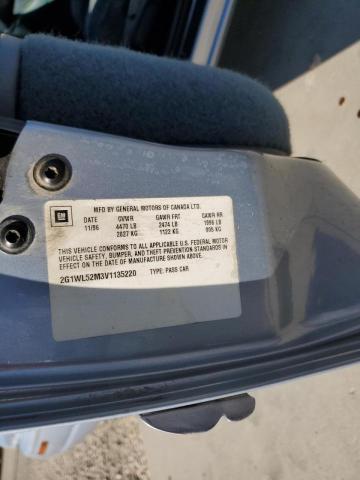 GM
MFD BY GENERAL MOTORS OF CANADA LTD.
DATE GVWR GAWR FRT GAWR RR
11/96 4470 LB 2474 LB 1996 LB
2027 KG 1122 KG 905 KG
THIS VEHICLE CONFORMS TO ALL APPLICABLE U.S. FEDERAL MOTOR
VEHICLE SAFETY, BUMPER, AND THEFT PREVENTION STANDARDS IN
EFFECT ON THE DATE OF MANUFACTURE SHOWN ABOVE.
2G1WL52M3V1135220 TYPE: PASS CAR